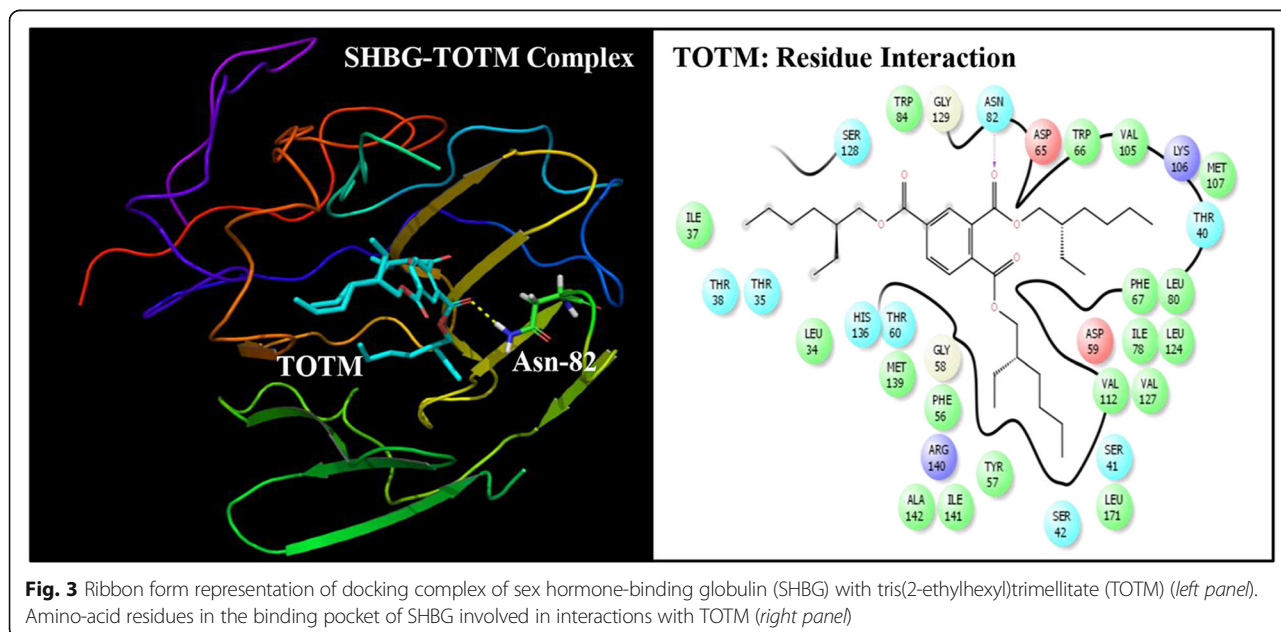 SHBG-TOTM Complex
TOTM
Asn-82
TOTM: Residue Interaction
TRP
84
GLY
129
ASN
82
SER
128
ASP
65
TRP
66
VAL
105
LYS
106
MET
107
ILE
37
THR
40
O
O
O
O
O
O
THR
38
THR
35
PHE
67
LEU
80
LEU
34
HIS
136
THR
60
ASP
59
ILE
78
LEU
124
MET
139
GLY
58
PHE
56
VAL
112
VAL
127
ARG
140
TYR
57
SER
41
ALA
142
ILE
141
SER
42
LEU
171
Fig. 3 Ribbon form representation of docking complex of sex hormone-binding globulin (SHBG) with tris(2-ethylhexyl)trimellitate (TOTM) (left panel).
Amino-acid residues in the binding pocket of SHBG involved in interactions with TOTM (right panel)